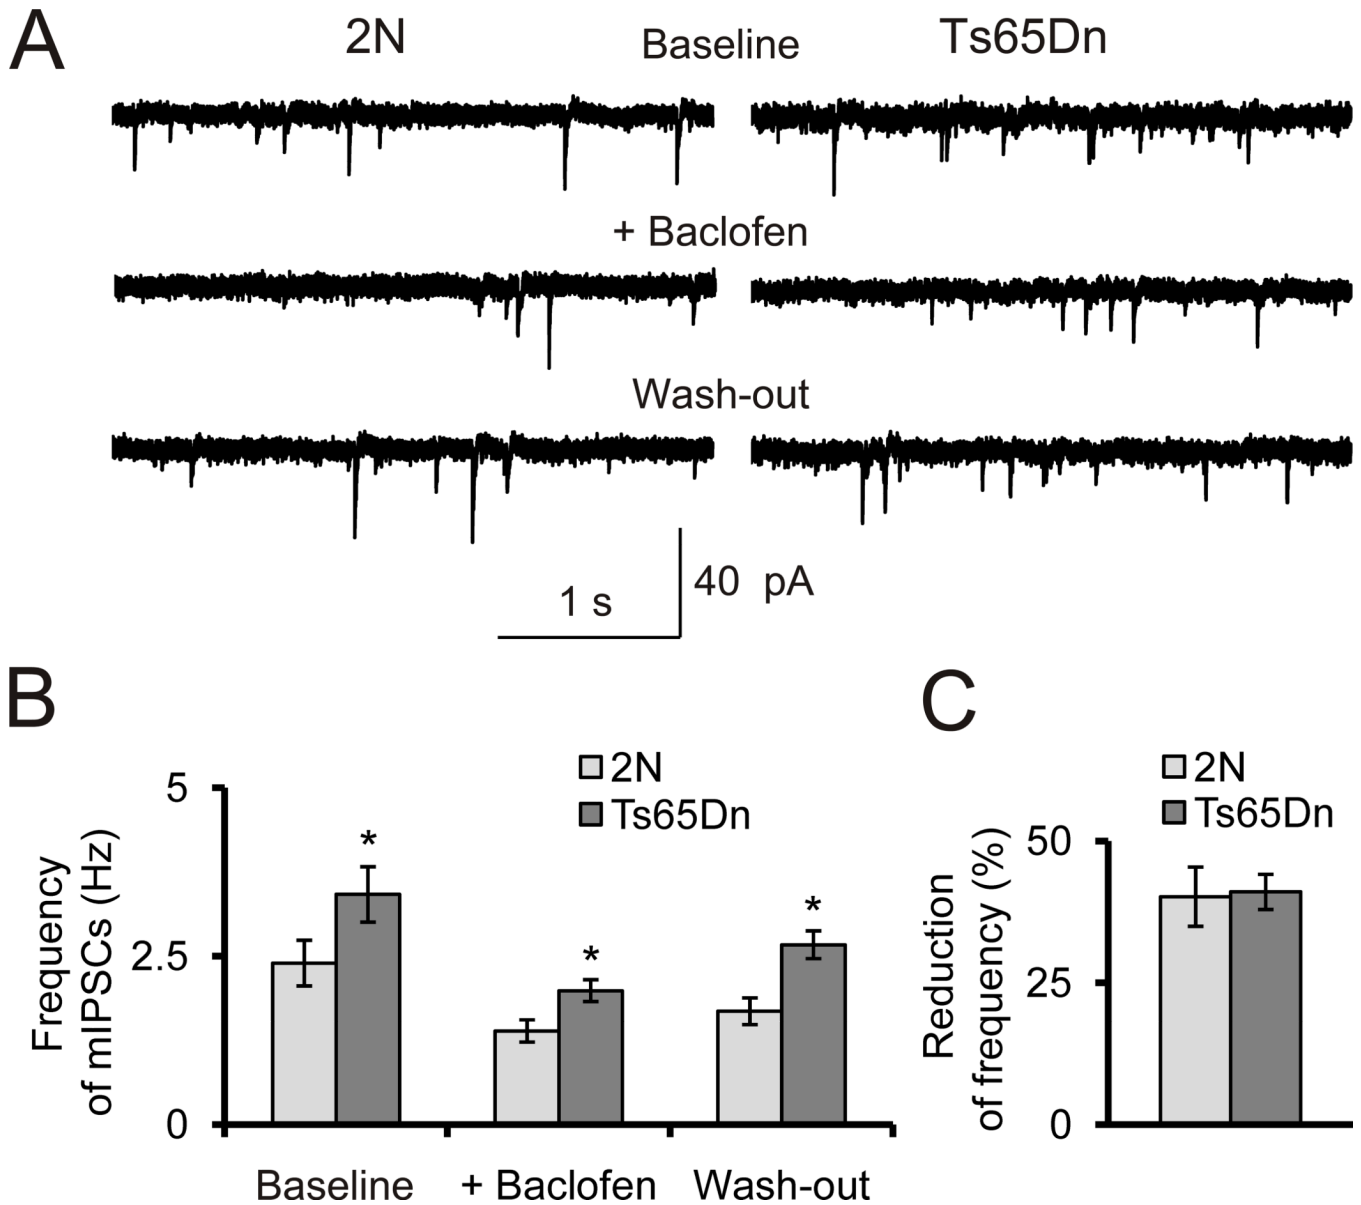 A
2N
Baseline
Ts65Dn
+ Baclofen
Wash-out
1 s
40 pA
B
2N
Ts65Dn
Frequency
of mIPSCs (Hz)
5
2.5
0
*
*
*
Baseline
+ Baclofen
Wash-out
C
2N
Ts65Dn
Reduction
of frequency (%)
50
25
0